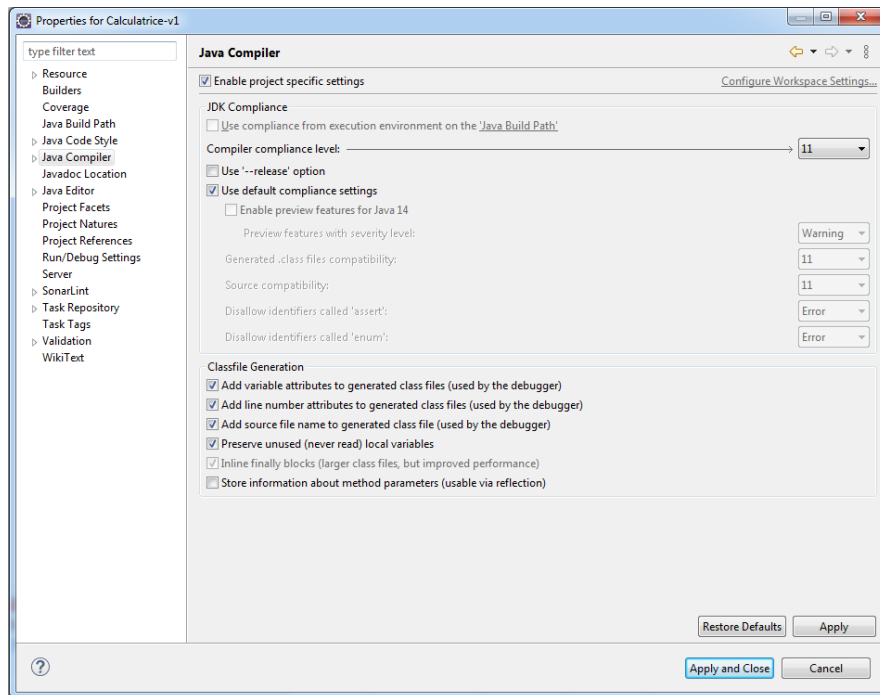 Properties for Calculatrice-v1
type filter text
Resource
Builders
Coverage
Java Build Path
Java Code Style
Java Compiler
Javadoc Location
Java Editor
Project Facets
Project Natures
Project References
Run/Debug Settings
Server
SonarLint
Task Repository
Task Tags
Validation
WikiText
Java Compiler
Enable project specific settings
Configure Workspace Settings...
JDK Compliance
Use compliance from execution environment on the 'Java Build Path'
Compiler compliance level: 11
Use '--release' option
Use default compliance settings
Enable preview features for Java 14
Preview features with severity level: Warning
Generated .class files compatibility: 11
Source compatibility: 11
Disallow identifiers called 'assert': Error
Disallow identifiers called 'enum': Error
Classfile Generation
Add variable attributes to generated class files (used by the debugger)
Add line number attributes to generated class files (used by the debugger)
Add source file name to generated class file (used by the debugger)
Preserve unused (never read) local variables
Inline finally blocks (larger class files, but improved performance)
Store information about method parameters (usable via reflection)
Restore Defaults Apply
? Apply and Close Cancel